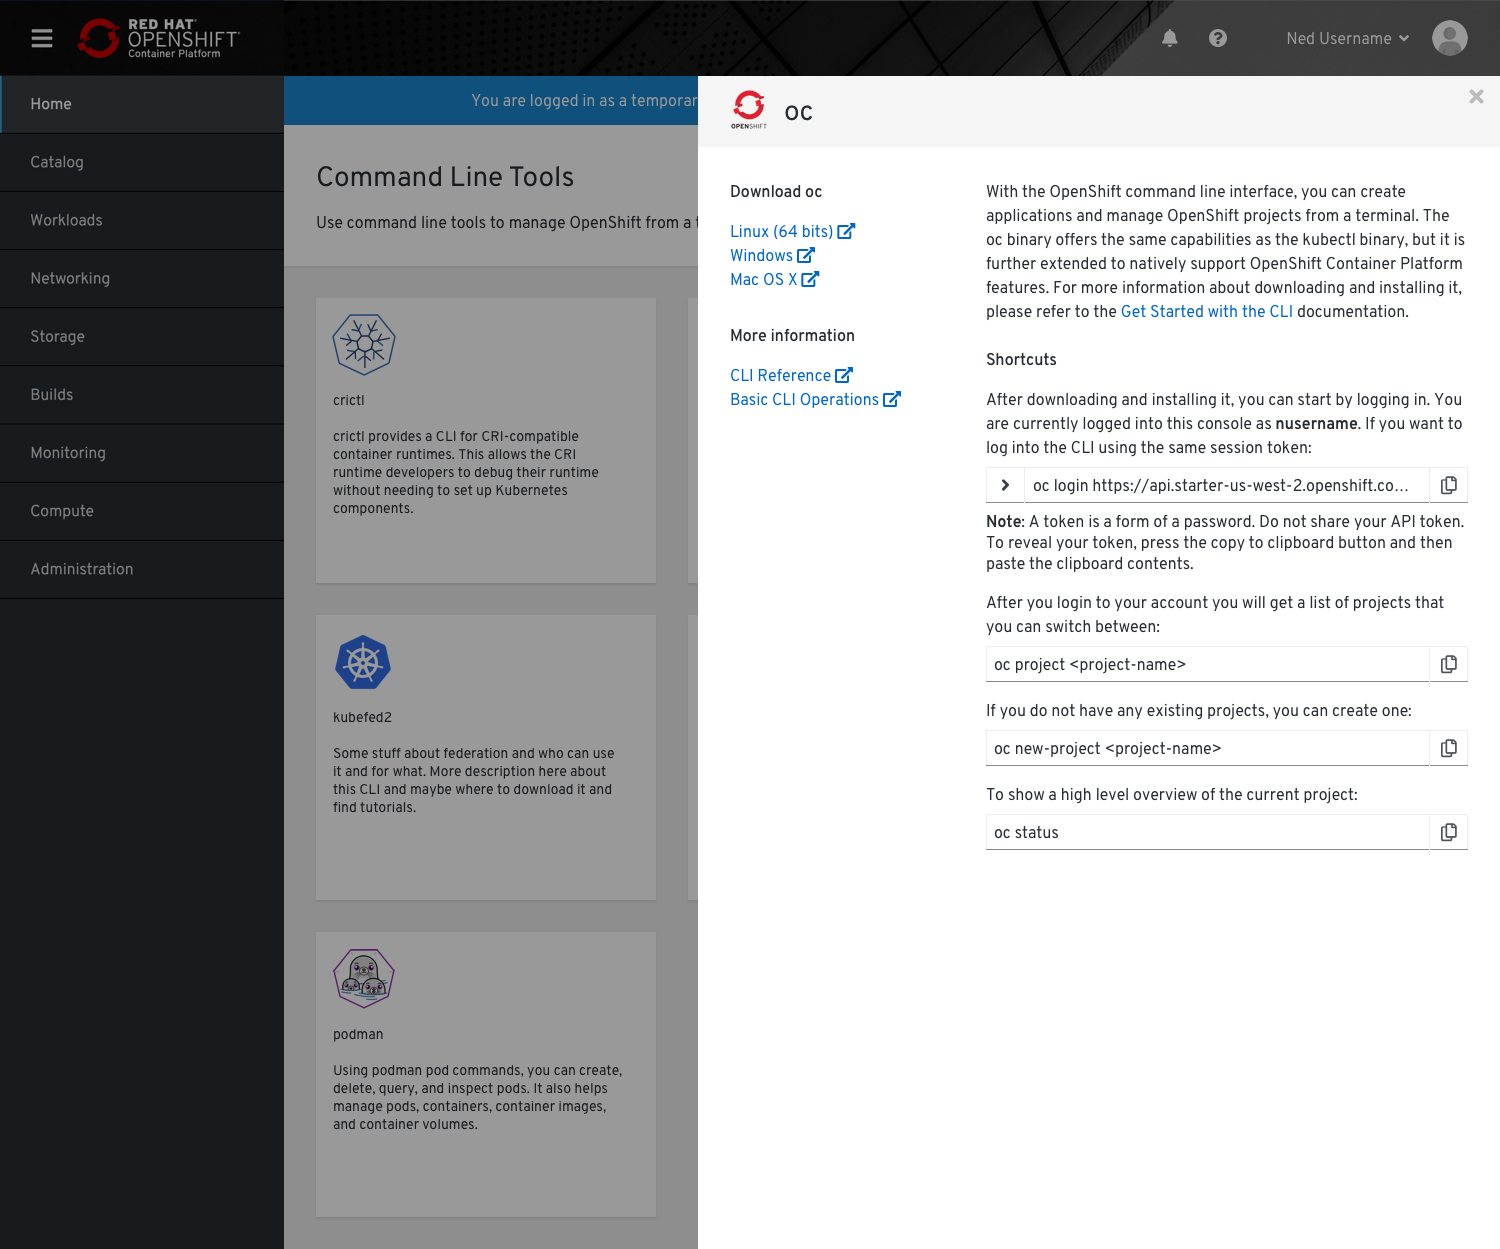 RED HAT®
OPENSHIFT®
Container Platform
Ned Username
Home
Catalog
Workloads
Networking
Storage
Builds
Monitoring
Compute
Administration
You are logged in as a temporar
Command Line Tools
Use command line tools to manage OpenShift from a t
crictl
crictl provides a CLI for CRI-compatible
container runtimes. This allows the CRI
runtime developers to debug their runtime
without needing to set up Kubernetes
components.
kubefed2
Some stuff about federation and who can use
it and for what. More description here about
this CLI and maybe where to download it and
find tutorials.
podman
Using podman pod commands, you can create,
delete, query, and inspect pods. It also helps
manage pods, containers, container images,
and container volumes.
OPENSHIFT
oc
Download oc
Linux (64 bits)
Windows
Mac OS X
More information
CLI Reference
Basic CLI Operations
With the OpenShift command line interface, you can create
applications and manage OpenShift projects from a terminal. The
oc binary offers the same capabilities as the kubectl binary, but it is
further extended to natively support OpenShift Container Platform
features. For more information about downloading and installing it,
please refer to the Get Started with the CLI documentation.
Shortcuts
After downloading and installing it, you can start by logging in. You
are currently logged into this console as nusername. If you want to
log into the CLI using the same session token:
oc login https://api.starter-us-west-2.openshift.co...
Note: A token is a form of a password. Do not share your API token.
To reveal your token, press the copy to clipboard button and then
paste the clipboard contents.
After you login to your account you will get a list of projects that
you can switch between:
oc project <project-name>
If you do not have any existing projects, you can create one:
oc new-project <project-name>
To show a high level overview of the current project:
oc status